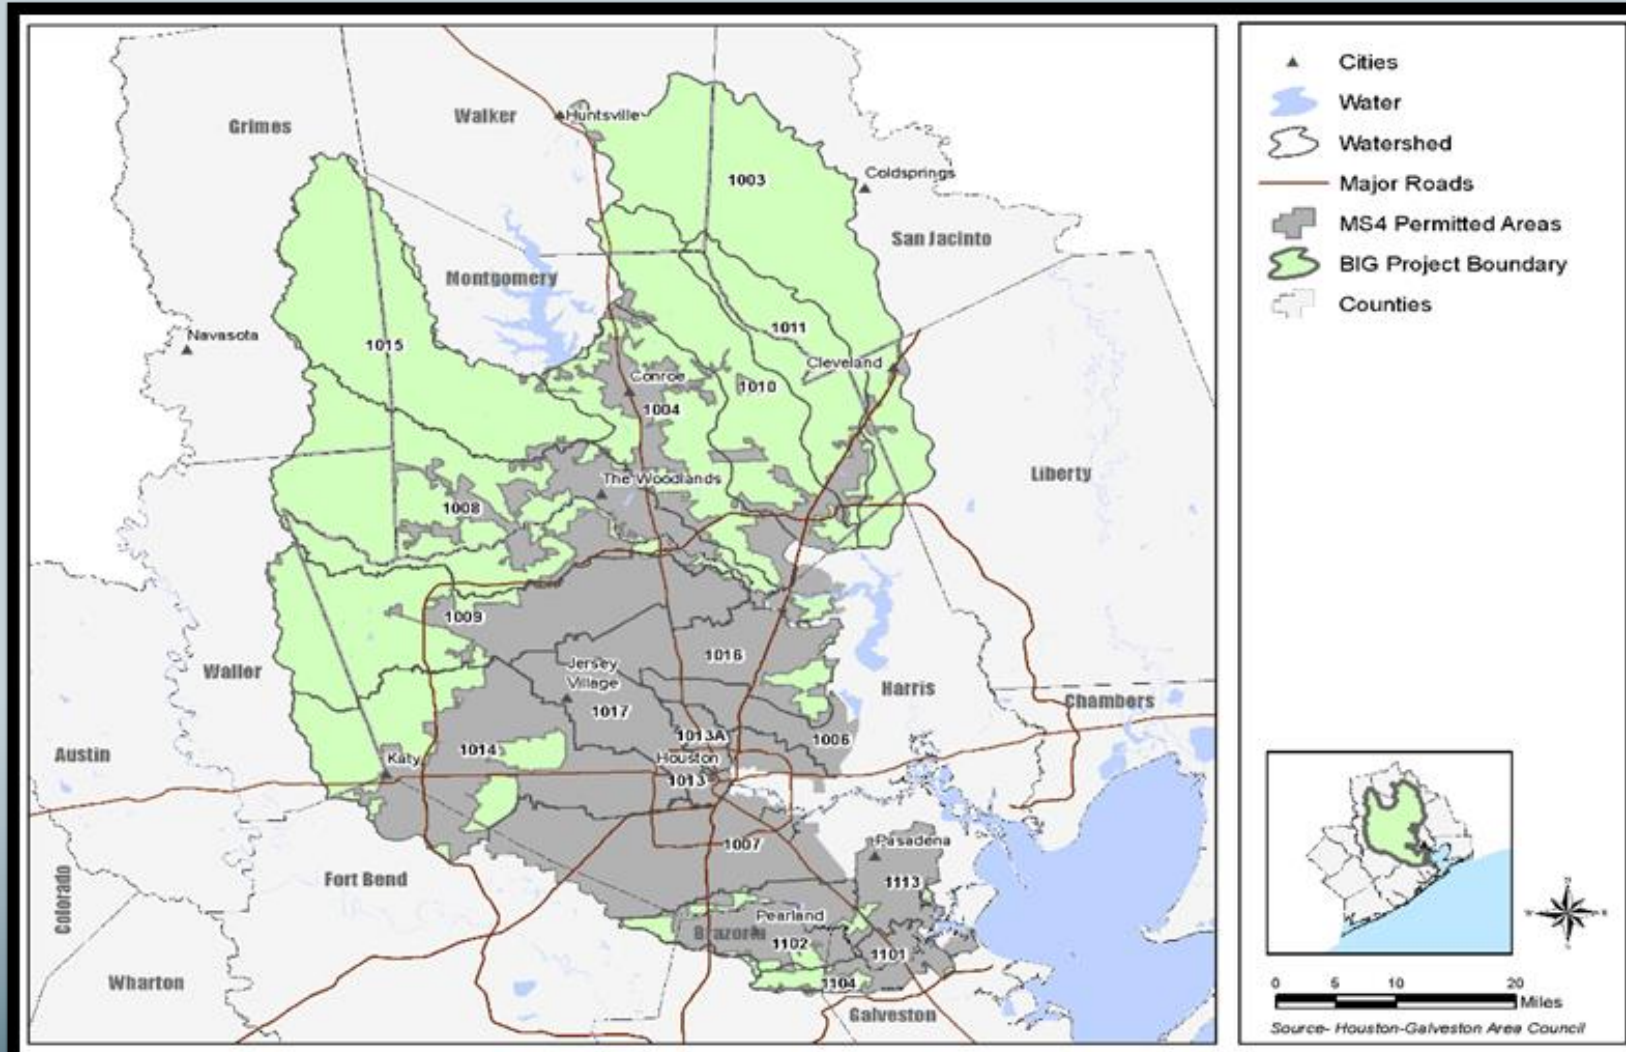 Huntsville
Walker
Grimes
1003
Coldsprings
San Jacinto
Montgomery
Navasota
1015
1011
Cleveland
Conroe
1010
1004
Liberty
The Woodlands
1008
1009
1016
Jersey
Village
Waller
Harris
Chambers
1017
1013A
1006
Austin
1014
Katy
Houston
1013
1007
Pasadena
Fort Bend
1113
Colorado
Pearland
Brazoria
1102
1101
Wharton
1104
Galveston
Cities
Water
Watershed
Major Roads
MS4 Permitted Areas
BIG Project Boundary
Counties
N
W E
S
0 5 10 20
Miles
Source- Houston-Galveston Area Council